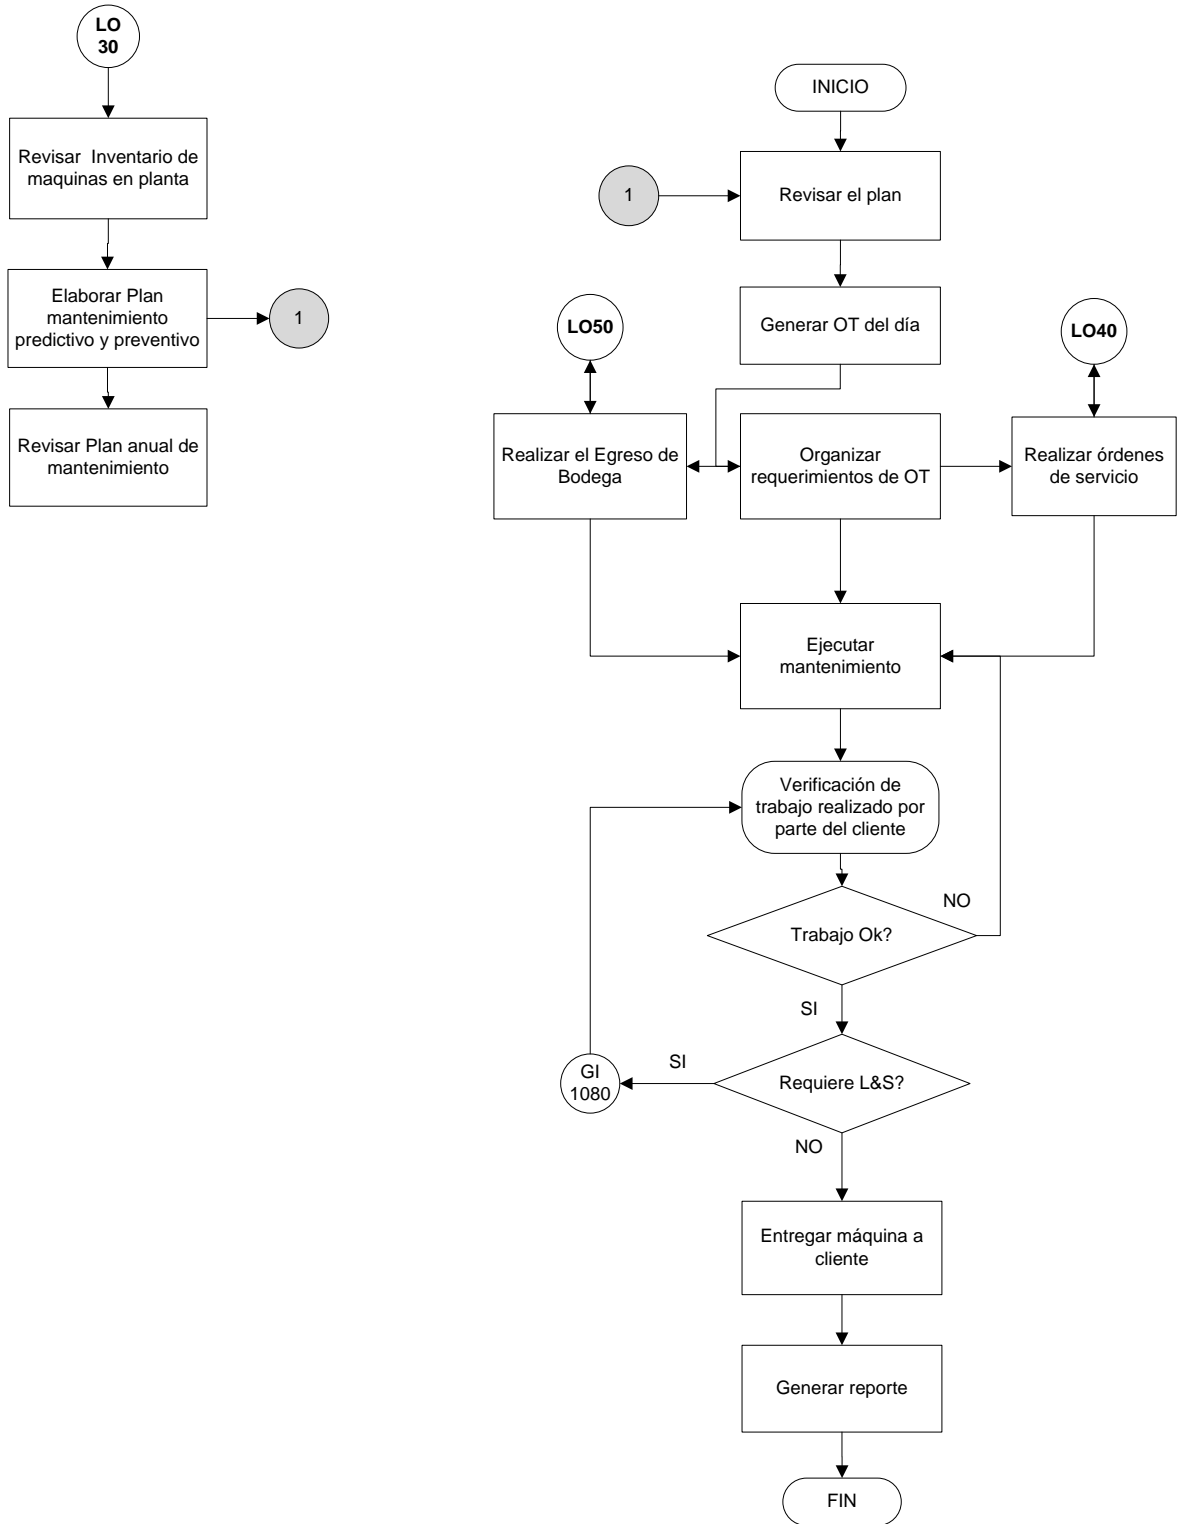 LO
30
Revisar Inventario de
maquinas en planta
Elaborar Plan
mantenimiento
predictivo y preventivo
1
Revisar Plan anual de
mantenimiento
INICIO
1
Revisar el plan
Generar OT del día
LO50
LO40
Realizar el Egreso de
Bodega
Organizar
requerimientos de OT
Realizar órdenes
de servicio
Ejecutar
mantenimiento
Verificación de
trabajo realizado por
parte del cliente
NO
Trabajo Ok?
SI
SI
GI
1080
Requiere L&S?
NO
Entregar máquina a
cliente
Generar reporte
FIN